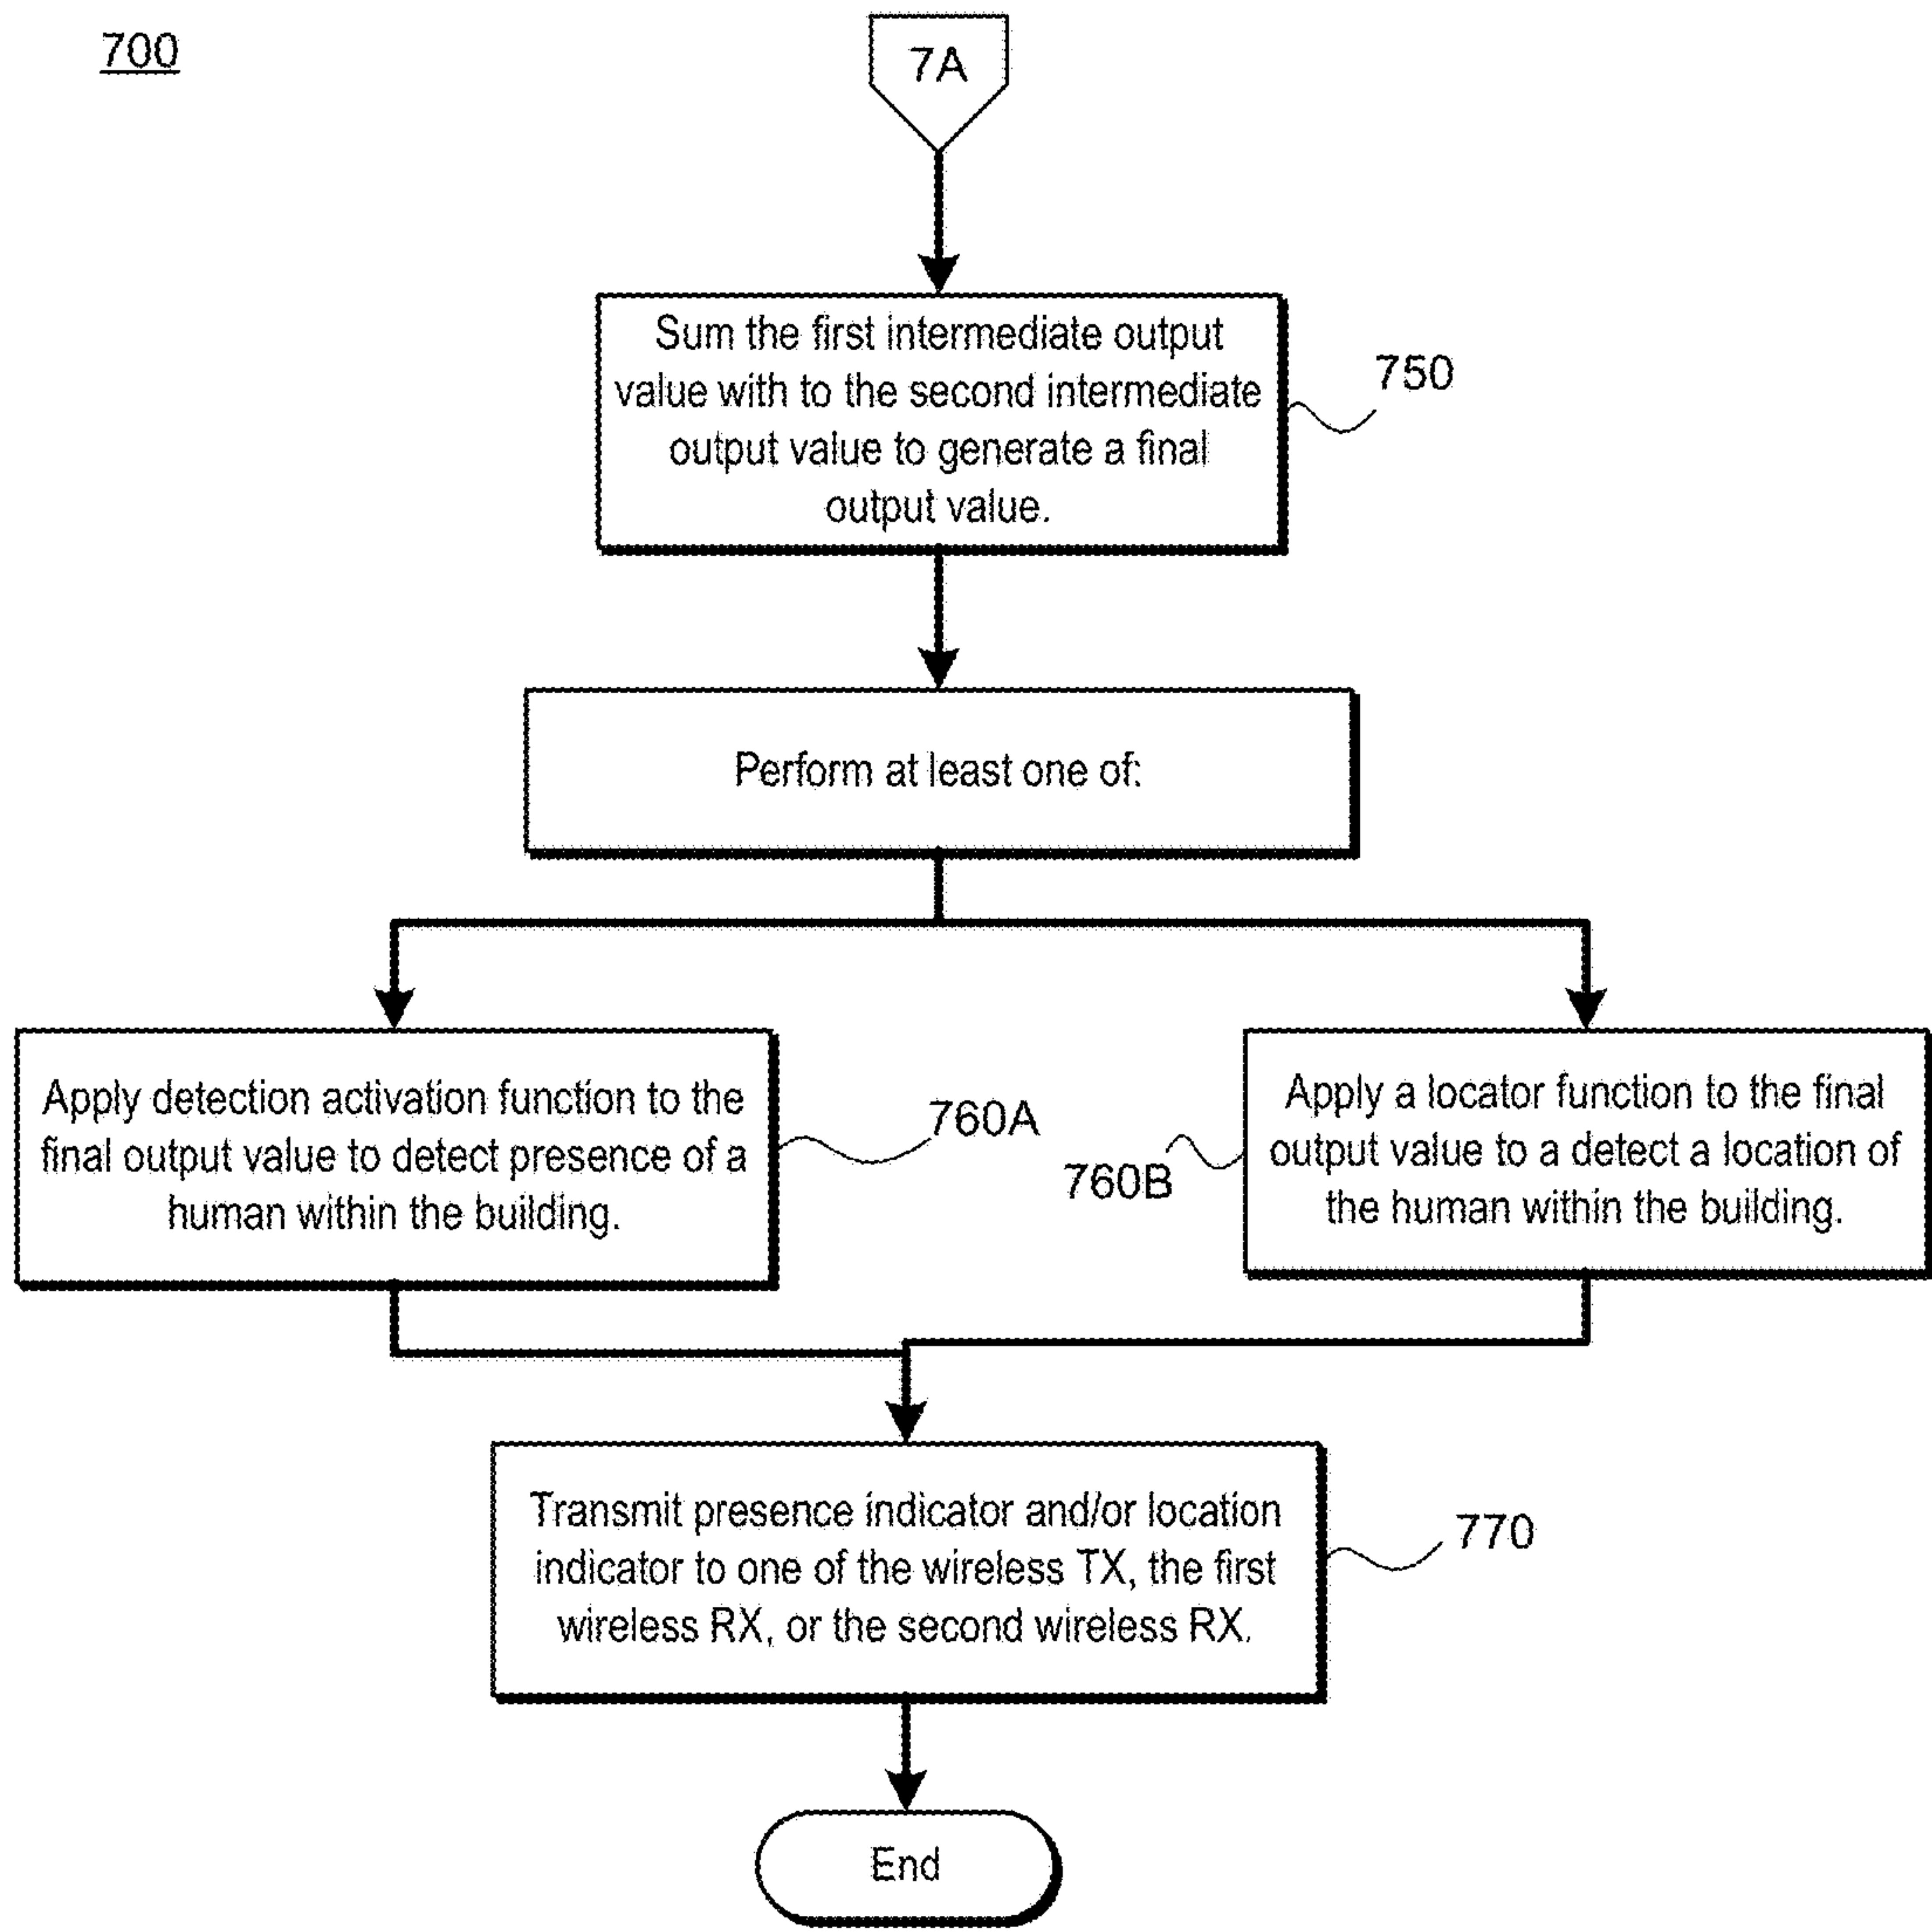 700
7A
Sum the first intermediate output
value with to the second intermediate
output value to generate a final
output value.
750
Perform at least one of:
Apply detection activation function to the
final output value to detect presence of a
human within the building.
760A
760B
Apply a locator function to the final
output value to a detect a location of
the human within the building.
Transmit presence indicator and/or location
indicator to one of the wireless TX, the first
wireless RX, or the second wireless RX.
770
End